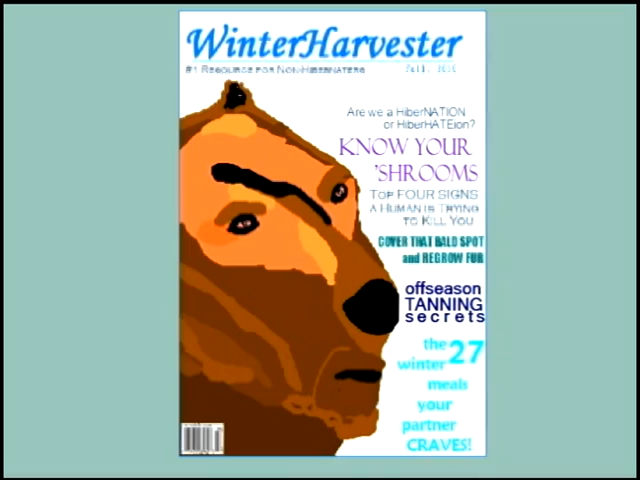 WinterHarvester
#1 Resource for Non-Hibernaters
Are we a HiberNATION
or HiberHATEion?
KNOW YOUR
'SHROOMS
Top FOUR SIGNS
a Human is Trying
to Kill You
COVER THAT BALD SPOT
and REGROW FUR
offseason
TANNING
secrets
the 27
winter
meals
your
partner
CRAVES!